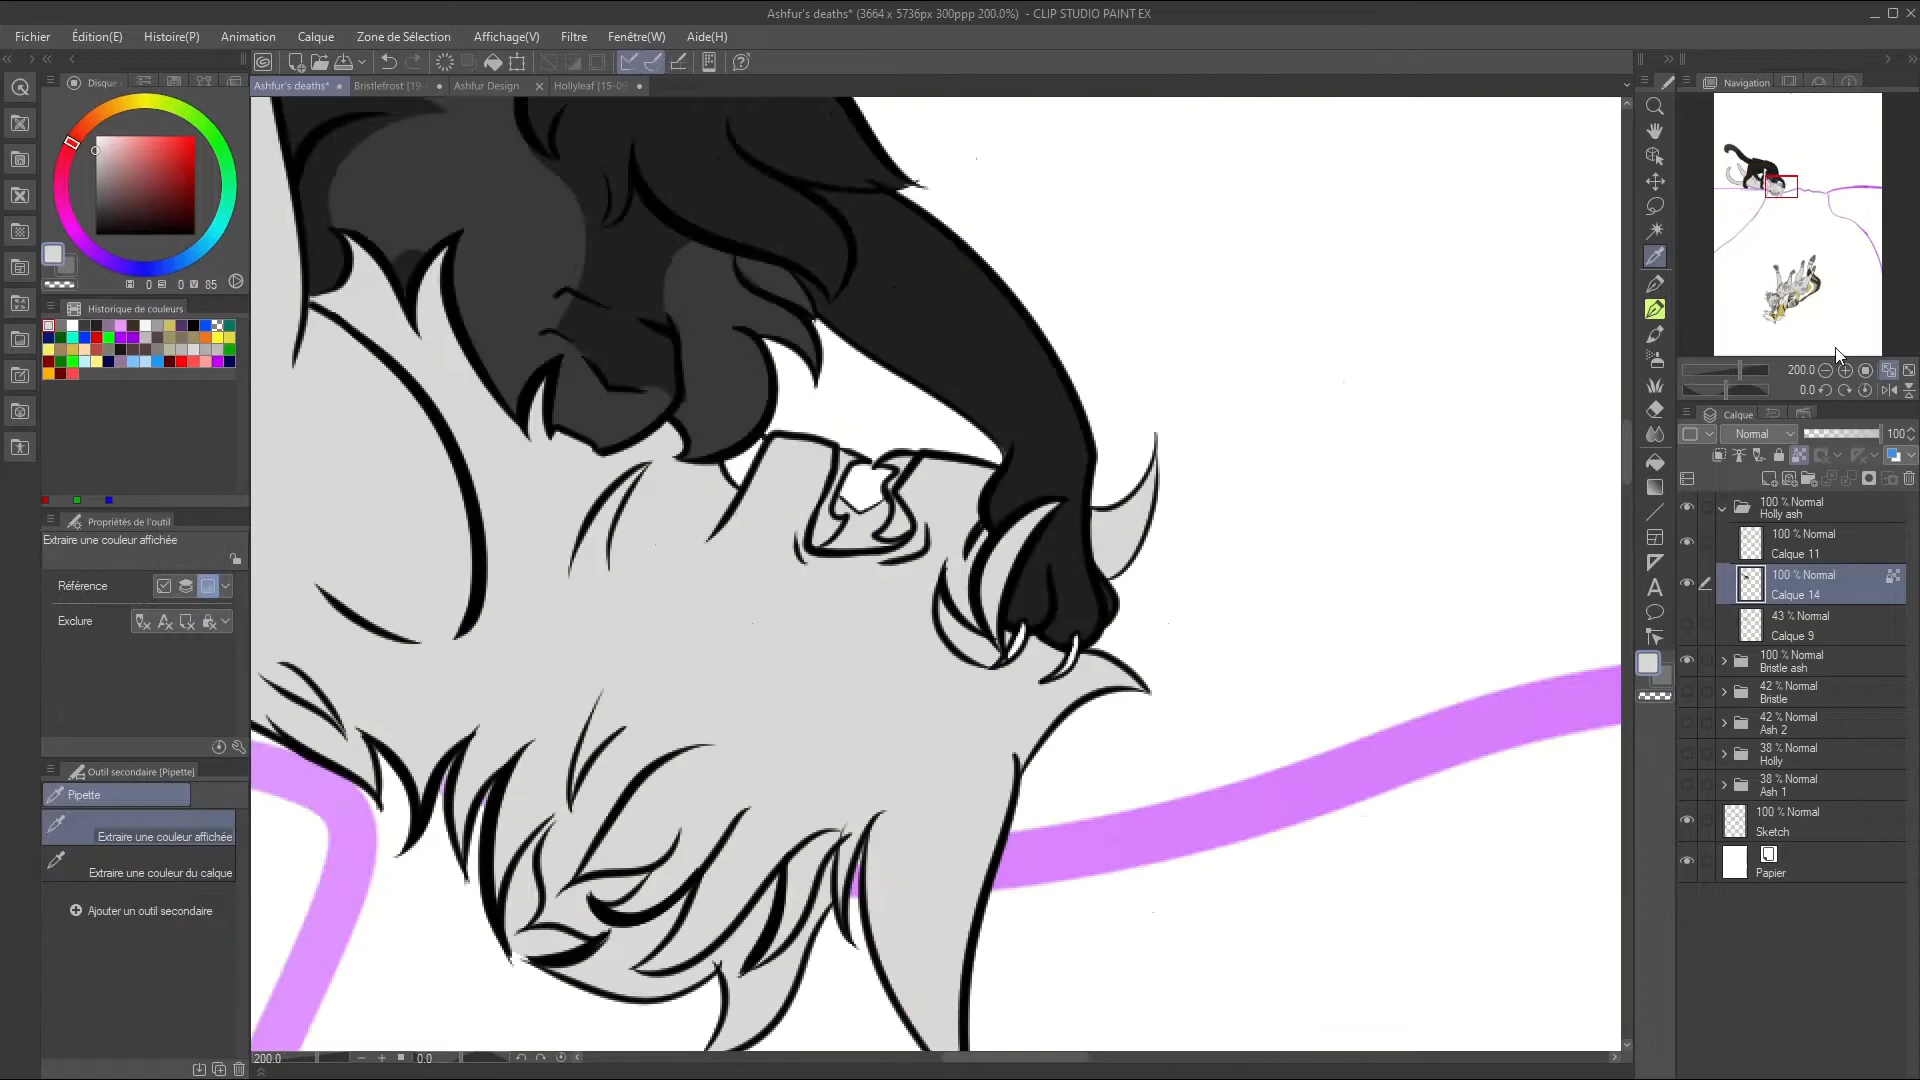 Ashfur's deaths* (3664 x 5736px 300ppp 200.0%) - CLIP STUDIO PAINT EX
Fichier Édition(E) Histoire(P) Animation Calque Zone de Sélection Affichage(V) Filtre Fenêtre(W) Aide(H)
Disque
Ashfur's deaths* Bristlefrost [19- Ashfur Design Hollyleaf [15-09
Navigation
0 0 85
Historique de couleurs
200.0
0.0
Calque
Normal 100
100 % Normal
Holly ash
100 % Normal
Calque 11
100 % Normal
Calque 14
43 % Normal
Calque 9
100 % Normal
Bristle ash
42 % Normal
Bristle
42 % Normal
Ash 2
38 % Normal
Holly
38 % Normal
Ash 1
100 % Normal
Sketch
Papier
Propriétés de l'outil
Extraire une couleur affichée
Référence
Exclure
Outil secondaire [Pipette]
Pipette
Extraire une couleur affichée
Extraire une couleur du calque
Ajouter un outil secondaire
200.0 0.0